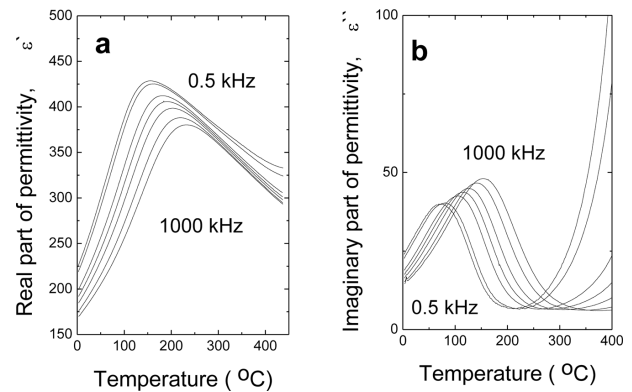 a
0.5 kHz
1000 kHz
Real part of permittivity, ε`
450
400
350
300
250
200
150
0 100 200 300 400
Temperature ( ⁰C)
b
1000 kHz
0.5 kHz
Imaginary part of permittivity, ε``
100
50
0
0 100 200 300 400
Temperature ( ⁰C)